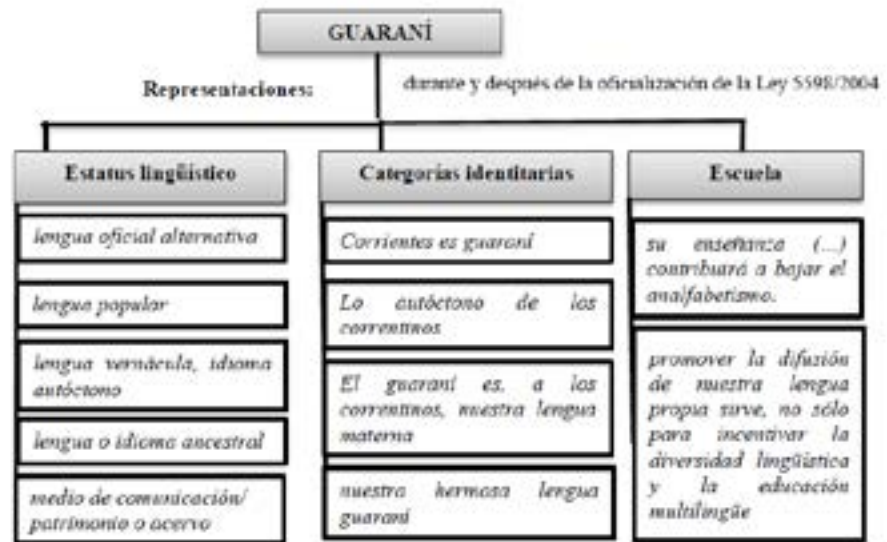 GUARANÍ
Representaciones:
durante y después de la oficialización de la Ley 5598/2004
Estatus lingüístico
lengua oficial alternativa
lengua popular
lengua vernácula, idioma
autóctono
lengua o idioma ancestral
medio de comunicación/
patrimonio o acervo
Categorías identitarias
Corrientes es guaraní
Lo autóctono de los
correntinos
El guaraní es, a los
correntinos, nuestra lengua
materna
nuestra hermosa lengua
guaraní
Escuela
su enseñanza (...)
contribuirá a bajar el
analfabetismo.
promover la difusión
de nuestra lengua
propia sirve, no sólo
para incentivar la
diversidad lingüística
y la educación
multilingüe